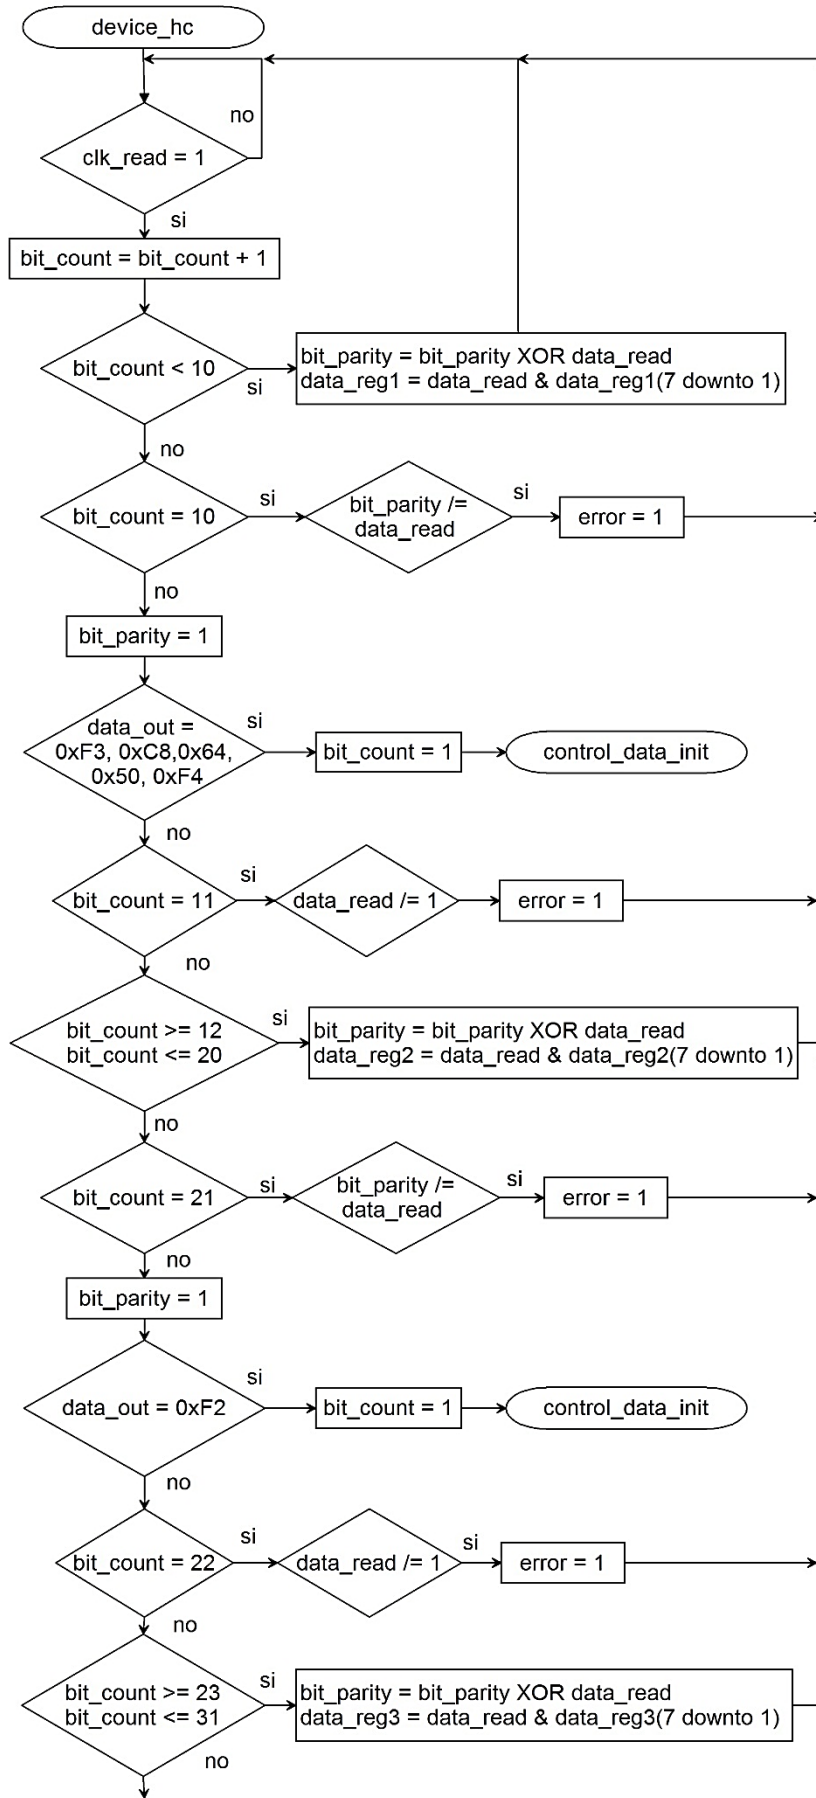 device_hc
no
clk_read = 1
si
bit_count = bit_count + 1
bit_count < 10
si
bit_parity = bit_parity XOR data_read
data_reg1 = data_read & data_reg1(7 downto 1)
no
bit_count = 10
si
bit_parity /=
data_read
si
error = 1
no
bit_parity = 1
data_out =
0xF3, 0xC8,0x64,
0x50, 0xF4
si
bit_count = 1
control_data_init
no
bit_count = 11
si
data_read /= 1
error = 1
no
bit_count >= 12
bit_count <= 20
si
bit_parity = bit_parity XOR data_read
data_reg2 = data_read & data_reg2(7 downto 1)
no
bit_count = 21
si
bit_parity /=
data_read
si
error = 1
no
bit_parity = 1
data_out = 0xF2
si
bit_count = 1
control_data_init
no
bit_count = 22
si
data_read /= 1
si
error = 1
no
bit_count >= 23
bit_count <= 31
si
bit_parity = bit_parity XOR data_read
data_reg3 = data_read & data_reg3(7 downto 1)
no